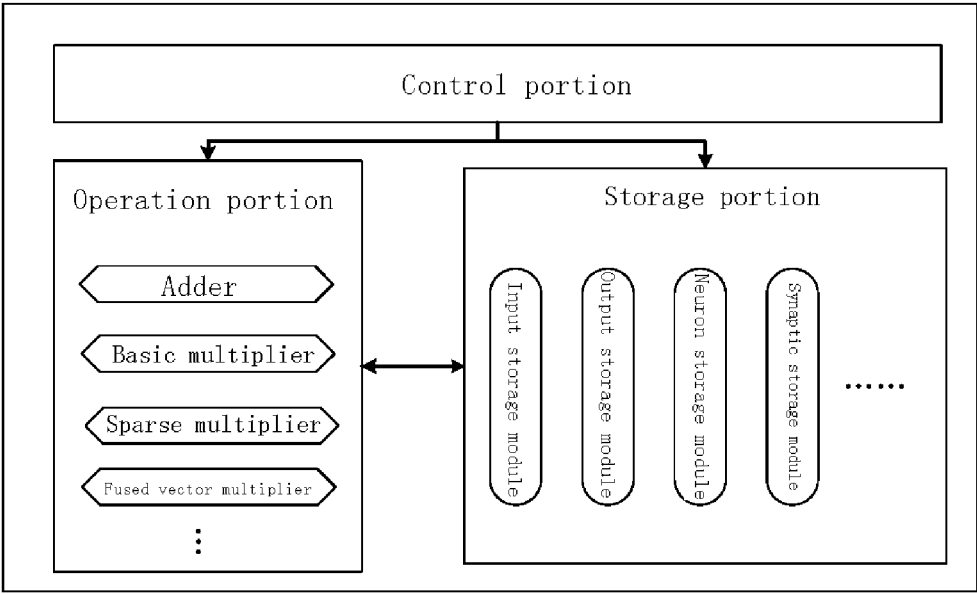 Control portion
Operation portion
Adder
Basic multiplier
Sparse multiplier
Fused vector multiplier
Storage portion
Input storage module
Output storage module
Neuron storage module
Synaptic storage module
......